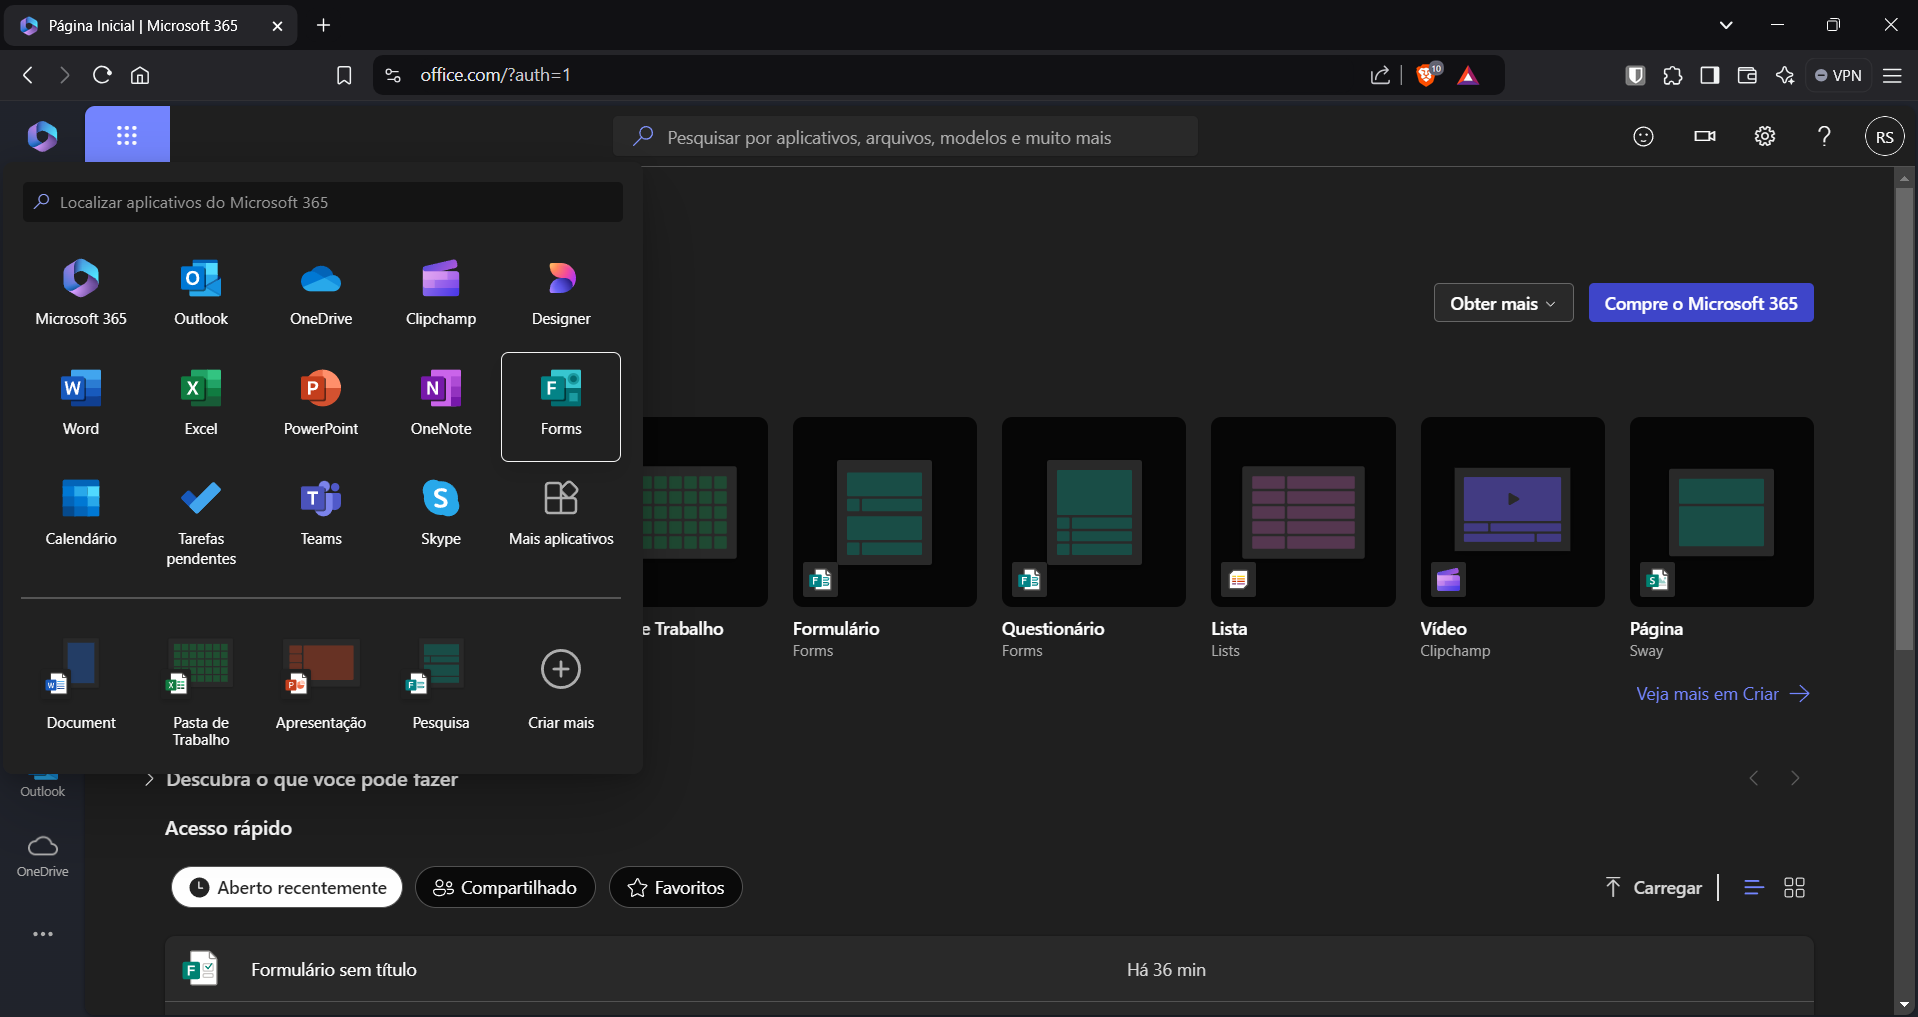 Página Inicial | Microsoft 365
office.com/?auth=1
10
VPN
Pesquisar por aplicativos, arquivos, modelos e muito mais
RS
Localizar aplicativos do Microsoft 365
Microsoft 365
Outlook
OneDrive
Clipchamp
Designer
Word
Excel
PowerPoint
OneNote
Forms
Calendário
Tarefas
pendentes
Teams
Skype
Mais aplicativos
Document
Pasta de
Trabalho
Apresentação
Pesquisa
Criar mais
Obter mais
Compre o Microsoft 365
e Trabalho
Formulário
Forms
Questionário
Forms
Lista
Lists
Vídeo
Clipchamp
Página
Sway
Veja mais em Criar
Outlook
OneDrive
Descubra o que você pode fazer
Acesso rápido
Aberto recentemente
Compartilhado
Favoritos
Carregar
Formulário sem título
Há 36 min